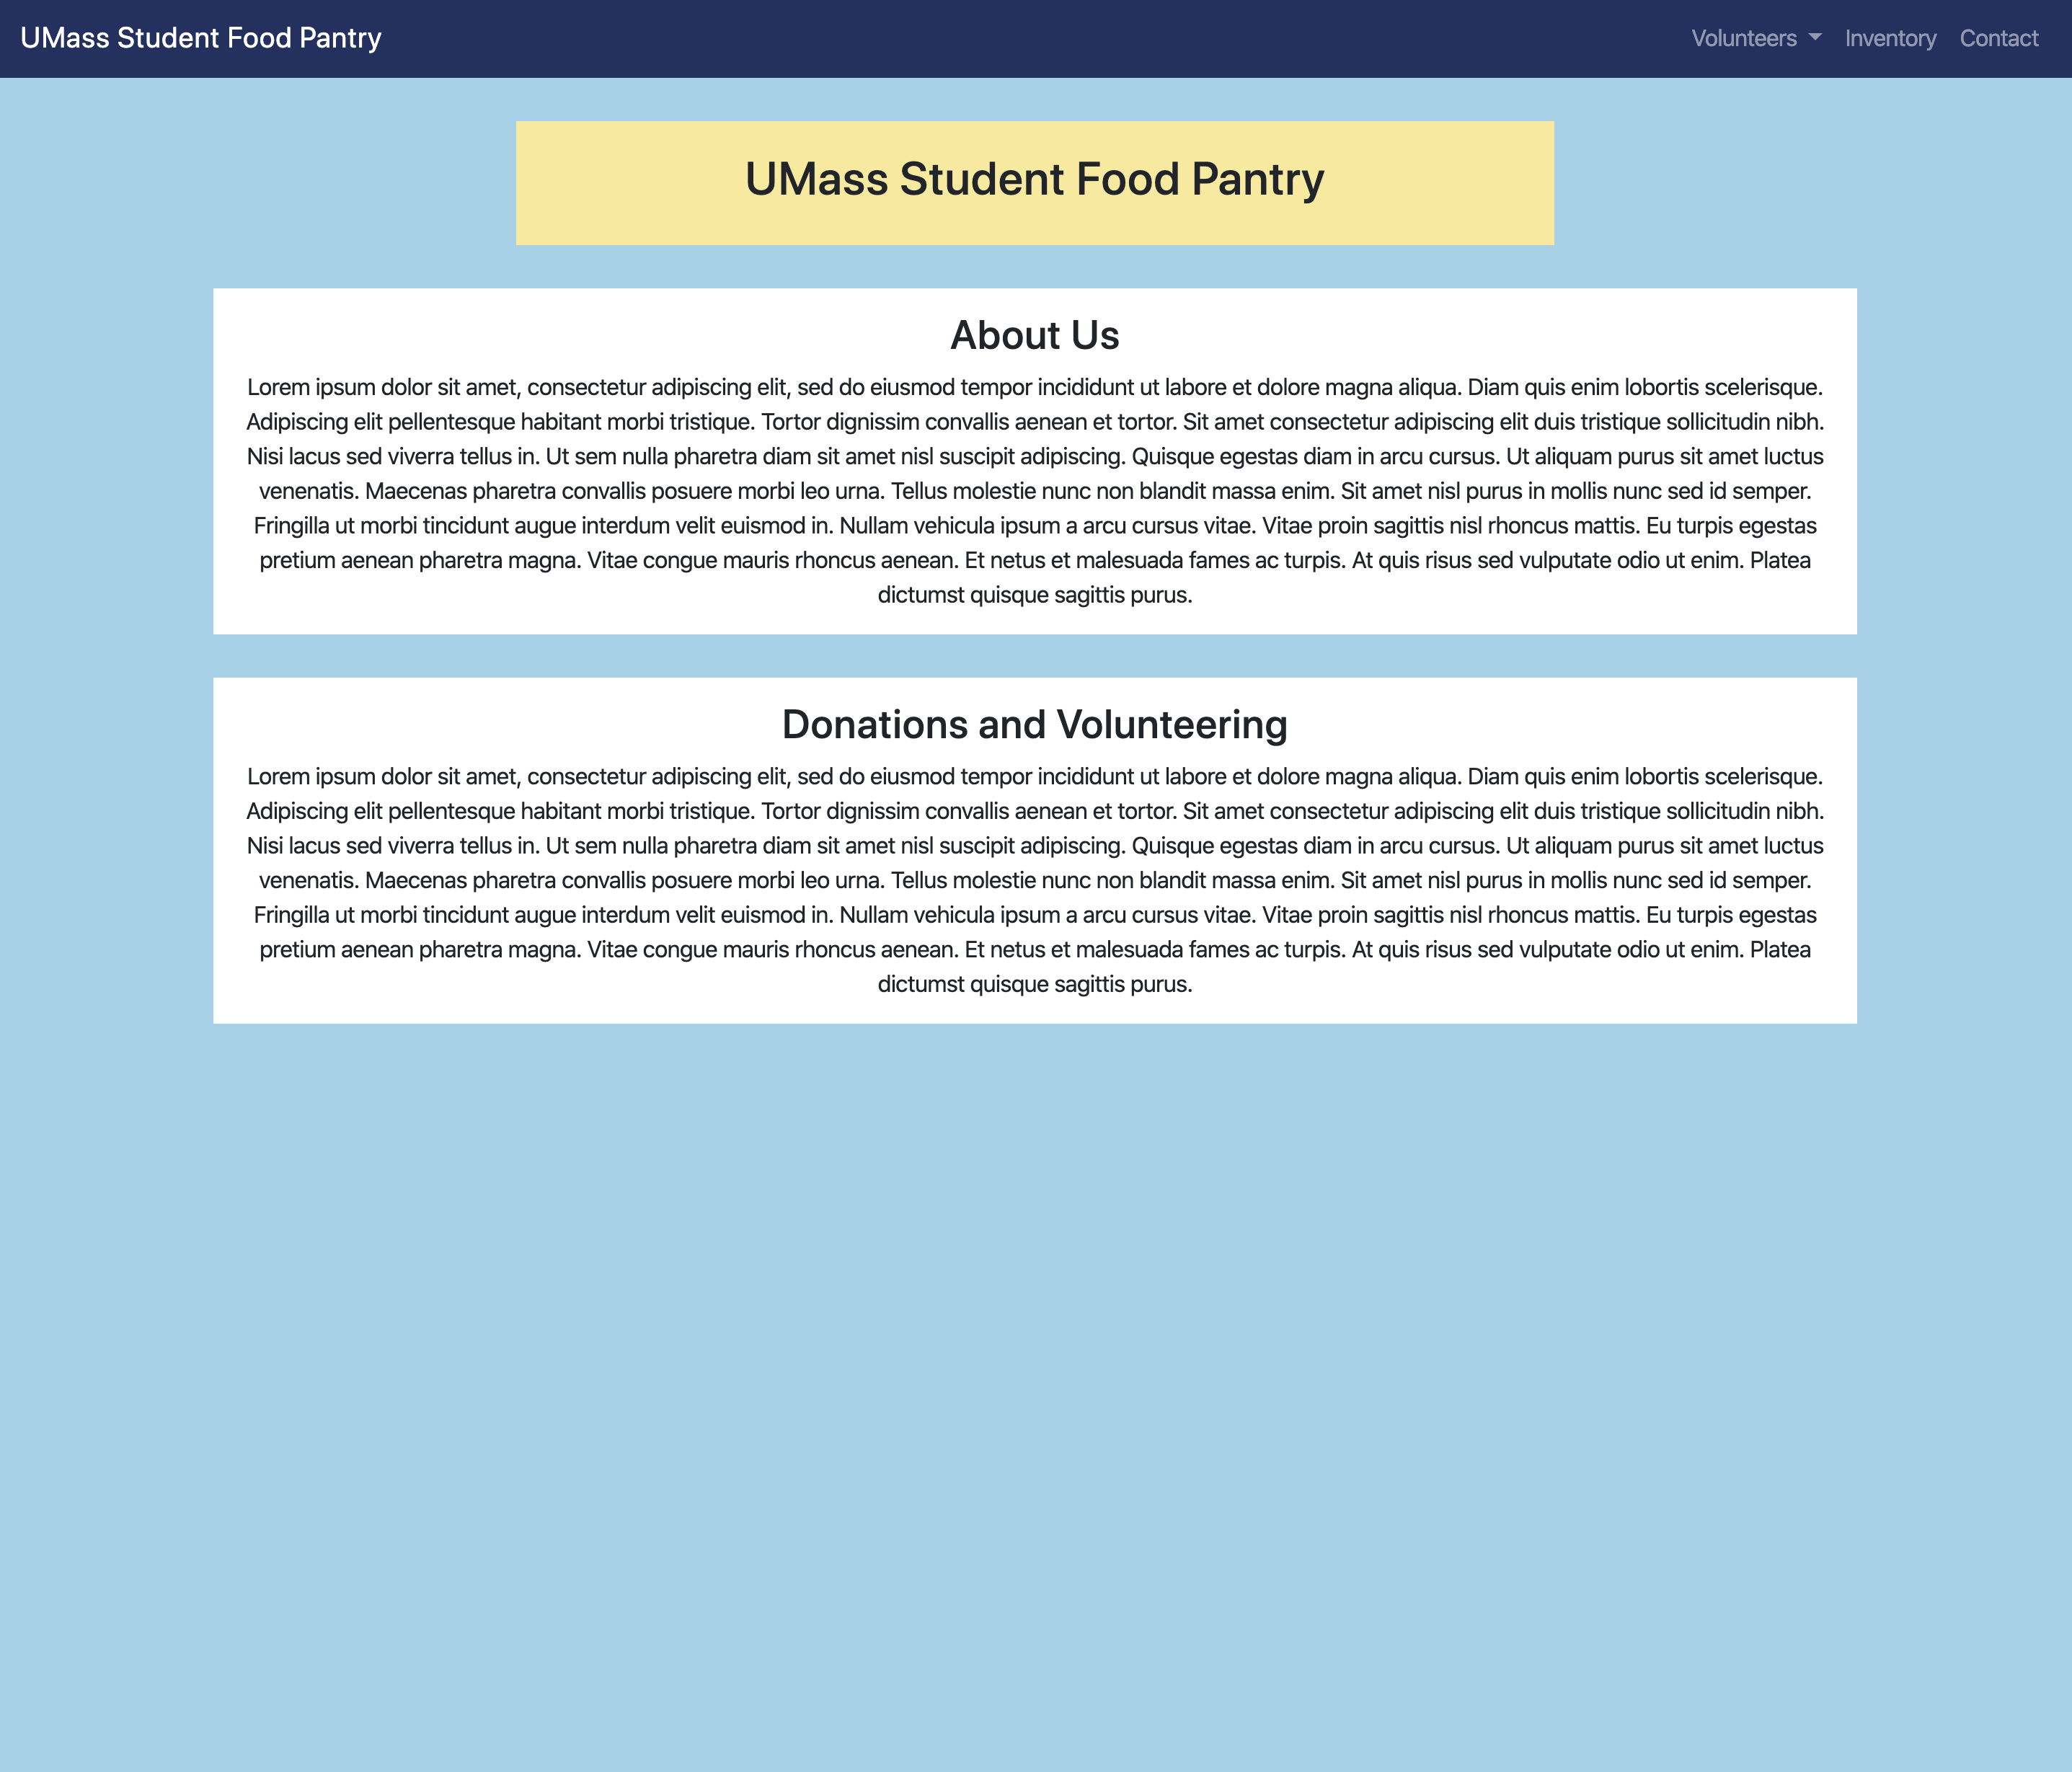 UMass Student Food Pantry
Volunteers Inventory Contact
UMass Student Food Pantry
About Us
Lorem ipsum dolor sit amet, consectetur adipiscing elit, sed do eiusmod tempor incididunt ut labore et dolore magna aliqua. Diam quis enim lobortis scelerisque.
Adipiscing elit pellentesque habitant morbi tristique. Tortor dignissim convallis aenean et tortor. Sit amet consectetur adipiscing elit duis tristique sollicitudin nibh.
Nisi lacus sed viverra tellus in. Ut sem nulla pharetra diam sit amet nisl suscipit adipiscing. Quisque egestas diam in arcu cursus. Ut aliquam purus sit amet luctus
venenatis. Maecenas pharetra convallis posuere morbi leo urna. Tellus molestie nunc non blandit massa enim. Sit amet nisl purus in mollis nunc sed id semper.
Fringilla ut morbi tincidunt augue interdum velit euismod in. Nullam vehicula ipsum a arcu cursus vitae. Vitae proin sagittis nisl rhoncus mattis. Eu turpis egestas
pretium aenean pharetra magna. Vitae congue mauris rhoncus aenean. Et netus et malesuada fames ac turpis. At quis risus sed vulputate odio ut enim. Platea
dictumst quisque sagittis purus.
Donations and Volunteering
Lorem ipsum dolor sit amet, consectetur adipiscing elit, sed do eiusmod tempor incididunt ut labore et dolore magna aliqua. Diam quis enim lobortis scelerisque.
Adipiscing elit pellentesque habitant morbi tristique. Tortor dignissim convallis aenean et tortor. Sit amet consectetur adipiscing elit duis tristique sollicitudin nibh.
Nisi lacus sed viverra tellus in. Ut sem nulla pharetra diam sit amet nisl suscipit adipiscing. Quisque egestas diam in arcu cursus. Ut aliquam purus sit amet luctus
venenatis. Maecenas pharetra convallis posuere morbi leo urna. Tellus molestie nunc non blandit massa enim. Sit amet nisl purus in mollis nunc sed id semper.
Fringilla ut morbi tincidunt augue interdum velit euismod in. Nullam vehicula ipsum a arcu cursus vitae. Vitae proin sagittis nisl rhoncus mattis. Eu turpis egestas
pretium aenean pharetra magna. Vitae congue mauris rhoncus aenean. Et netus et malesuada fames ac turpis. At quis risus sed vulputate odio ut enim. Platea
dictumst quisque sagittis purus.